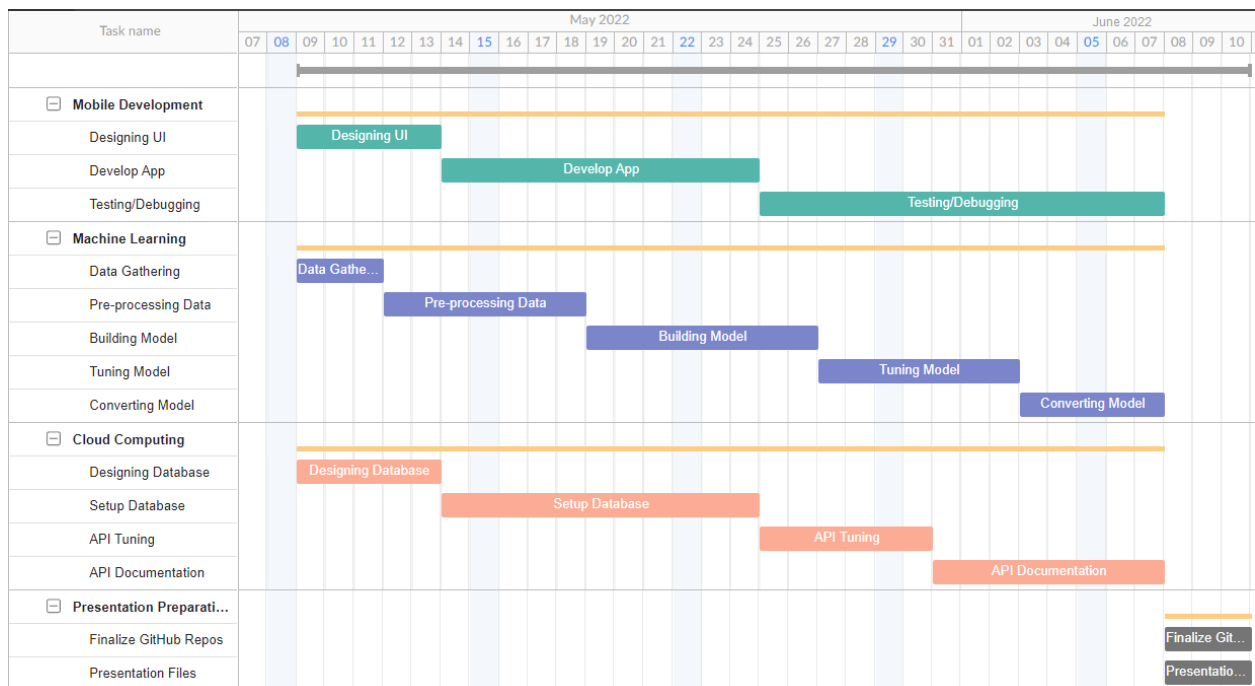 Task name
May 2022 June 2022
07 08 09 10 11 12 13 14 15 16 17 18 19 20 21 22 23 24 25 26 27 28 29 30 31 01 02 03 04 05 06 07 08 09 10
Mobile Development
Designing UI Designing UI
Develop App Develop App
Testing/Debugging Testing/Debugging
Machine Learning
Data Gathering Data Gathe...
Pre-processing Data Pre-processing Data
Building Model Building Model
Tuning Model Tuning Model
Converting Model Converting Model
Cloud Computing
Designing Database Designing Database
Setup Database Setup Database
API Tuning API Tuning
API Documentation API Documentation
Presentation Preparati...
Finalize GitHub Repos Finalize Git...
Presentation Files Presentatio...